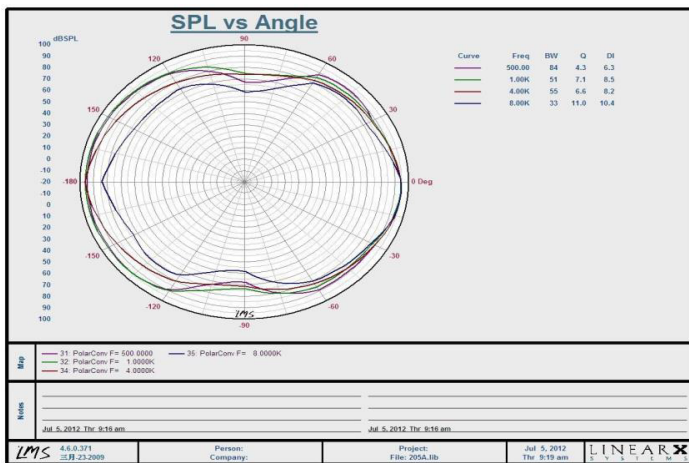 SPL vs Angle
dBSPL
100
90
80
70
60
50
40
30
20
10
0
-10
-20
-10
0
10
20
30
40
50
60
70
80
90
100
90
120
60
150
30
-180
0 Deg
-150
-30
-120
-60
-90
LMS
Curve Freq BW Q DI
500.00 84 4.3 6.3
1.00K 51 7.1 8.5
4.00K 55 6.6 8.2
8.00K 33 11.0 10.4
Map
31: PolarConv F= 500.0000
35: PolarConv F= 8.0000K
32: PolarConv F= 1.0000K
34: PolarConv F= 4.0000K
Notes
Jul 5, 2012 Thr 9:16 am
Jul 5, 2012 Thr 9:16 am
LMS
4.6.0.371
三月-23-2009
Person:
Company:
Project:
File: 205A.lib
Jul 5, 2012
Thr 9:19 am
LINEARX
SYSTEMS